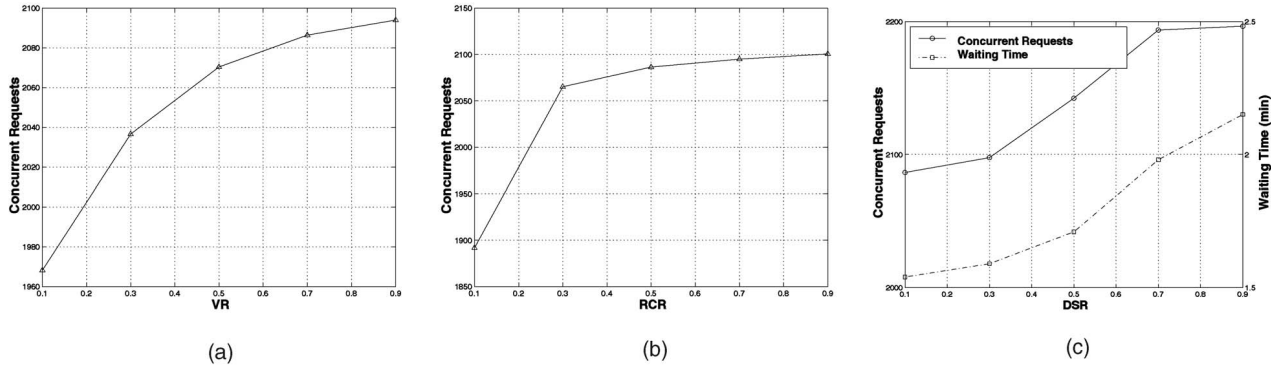 2100
2080
2060
2040
2020
2000
1980
1960
Concurrent Requests
0.1 0.2 0.3 0.4 0.5 0.6 0.7 0.8 0.9
VR
(a)
2150
2100
2050
2000
1950
1900
1850
Concurrent Requests
0.1 0.2 0.3 0.4 0.5 0.6 0.7 0.8 0.9
RCR
(b)
2200
2100
2000
Concurrent Requests
Concurrent Requests
Waiting Time
2.5
2
1.5
Waiting Time (min)
0.1 0.2 0.3 0.4 0.5 0.6 0.7 0.8 0.9
DSR
(c)